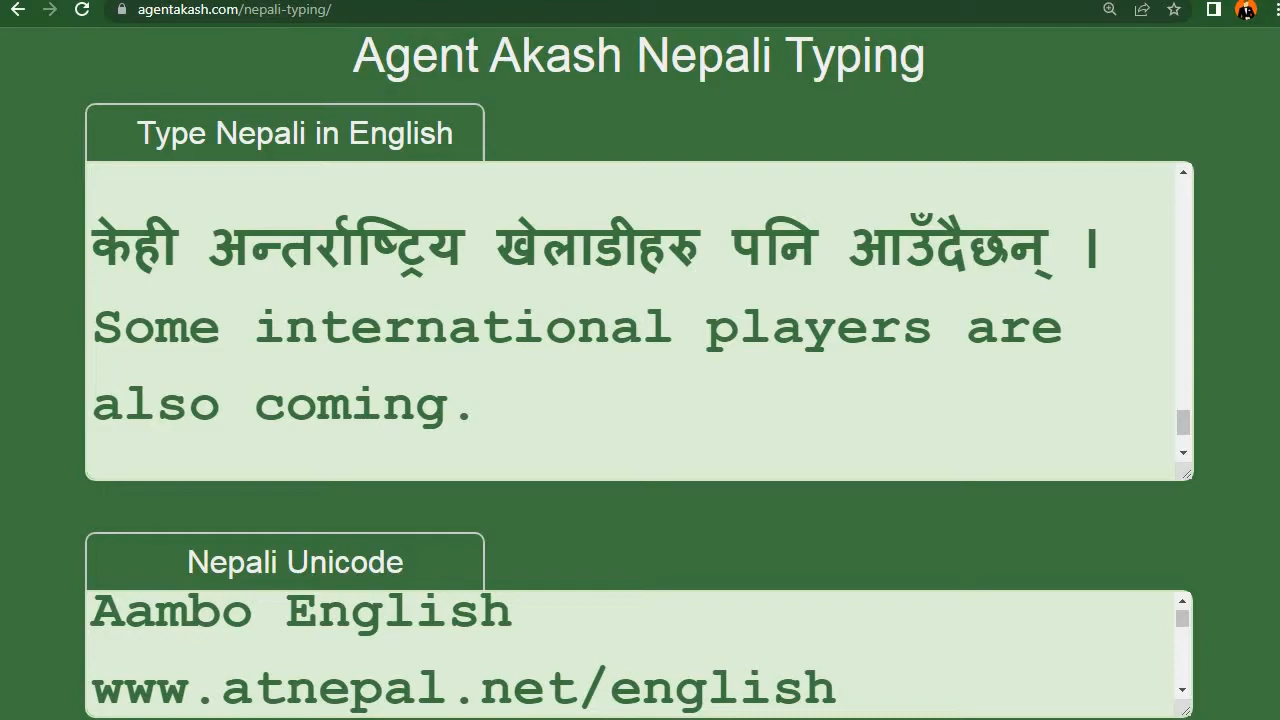 agentakash.com/nepali-typing/
Agent Akash Nepali Typing
Type Nepali in English
केही अन्तर्राष्ट्रिय खेलाडीहरु पनि आउँदैछन् ।
Some international players are
also coming.
Nepali Unicode
Aambo English
www.atnepal.net/english